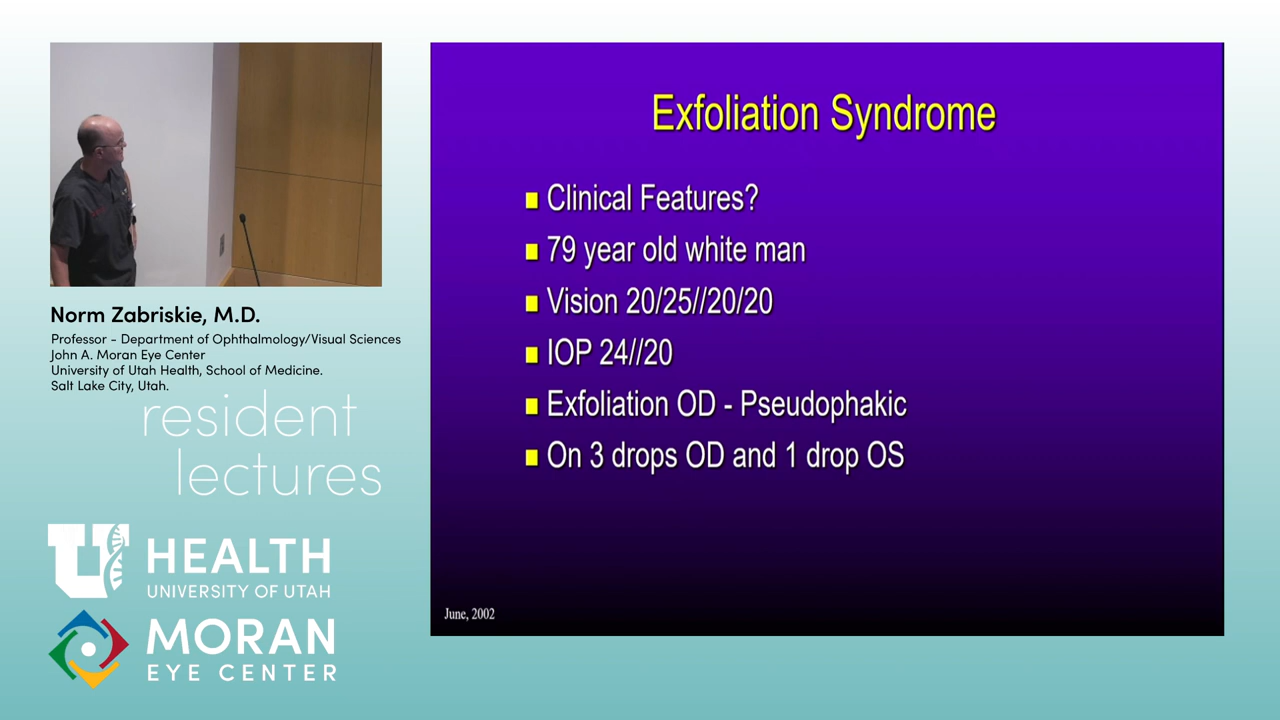 Norm Zabriskie, M.D.
Professor - Department of Ophthalmology/Visual Sciences
John A. Moran Eye Center
University of Utah Health, School of Medicine.
Salt Lake City, Utah.
resident
lectures
U HEALTH
UNIVERSITY OF UTAH
MORAN
EYE CENTER
Exfoliation Syndrome
Clinical Features?
79 year old white man
Vision 20/25//20/20
IOP 24//20
Exfoliation OD - Pseudophakic
On 3 drops OD and 1 drop OS
June, 2002